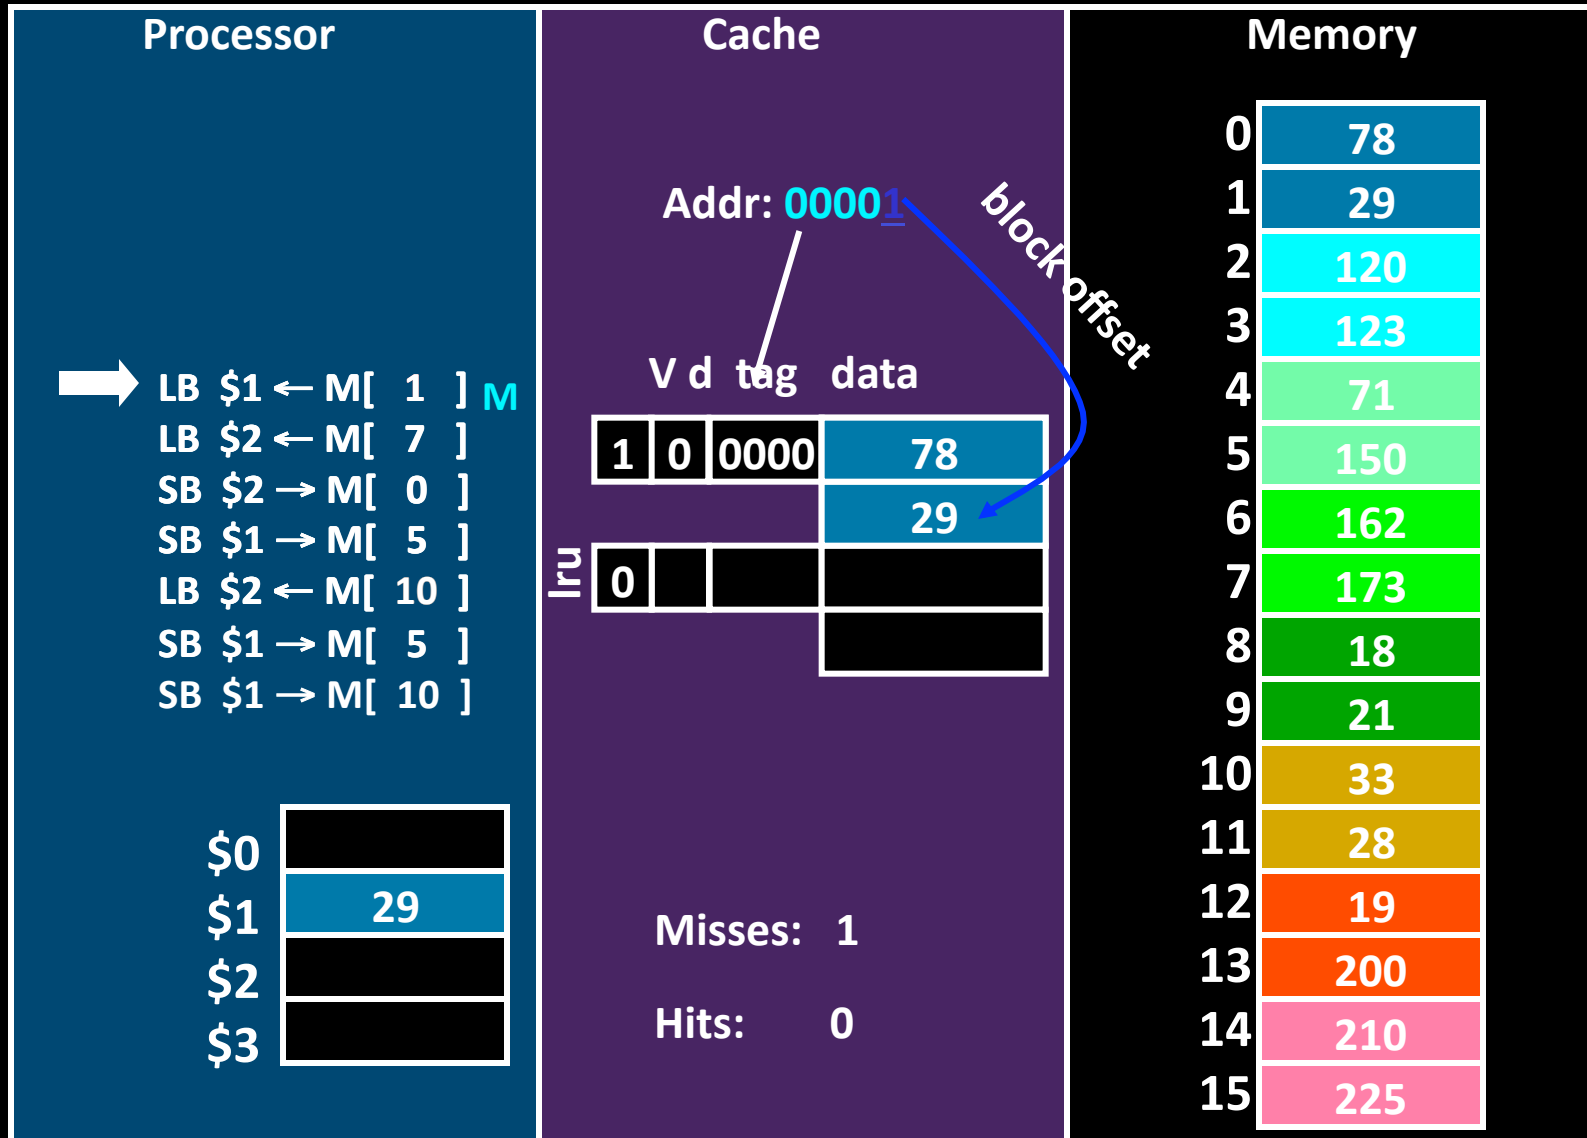 Processor
LB $1 ← M[ 1 ] M
LB $2 ← M[ 7 ]
SB $2 → M[ 0 ]
SB $1 → M[ 5 ]
LB $2 ← M[ 10 ]
SB $1 → M[ 5 ]
SB $1 → M[ 10 ]
$0
$1 29
$2
$3
Cache
Addr: 00001
block offset
V d tag data
1 0 0000 78
29
lru
0
Misses: 1
Hits: 0
Memory
0 78
1 29
2 120
3 123
4 71
5 150
6 162
7 173
8 18
9 21
10 33
11 28
12 19
13 200
14 210
15 225